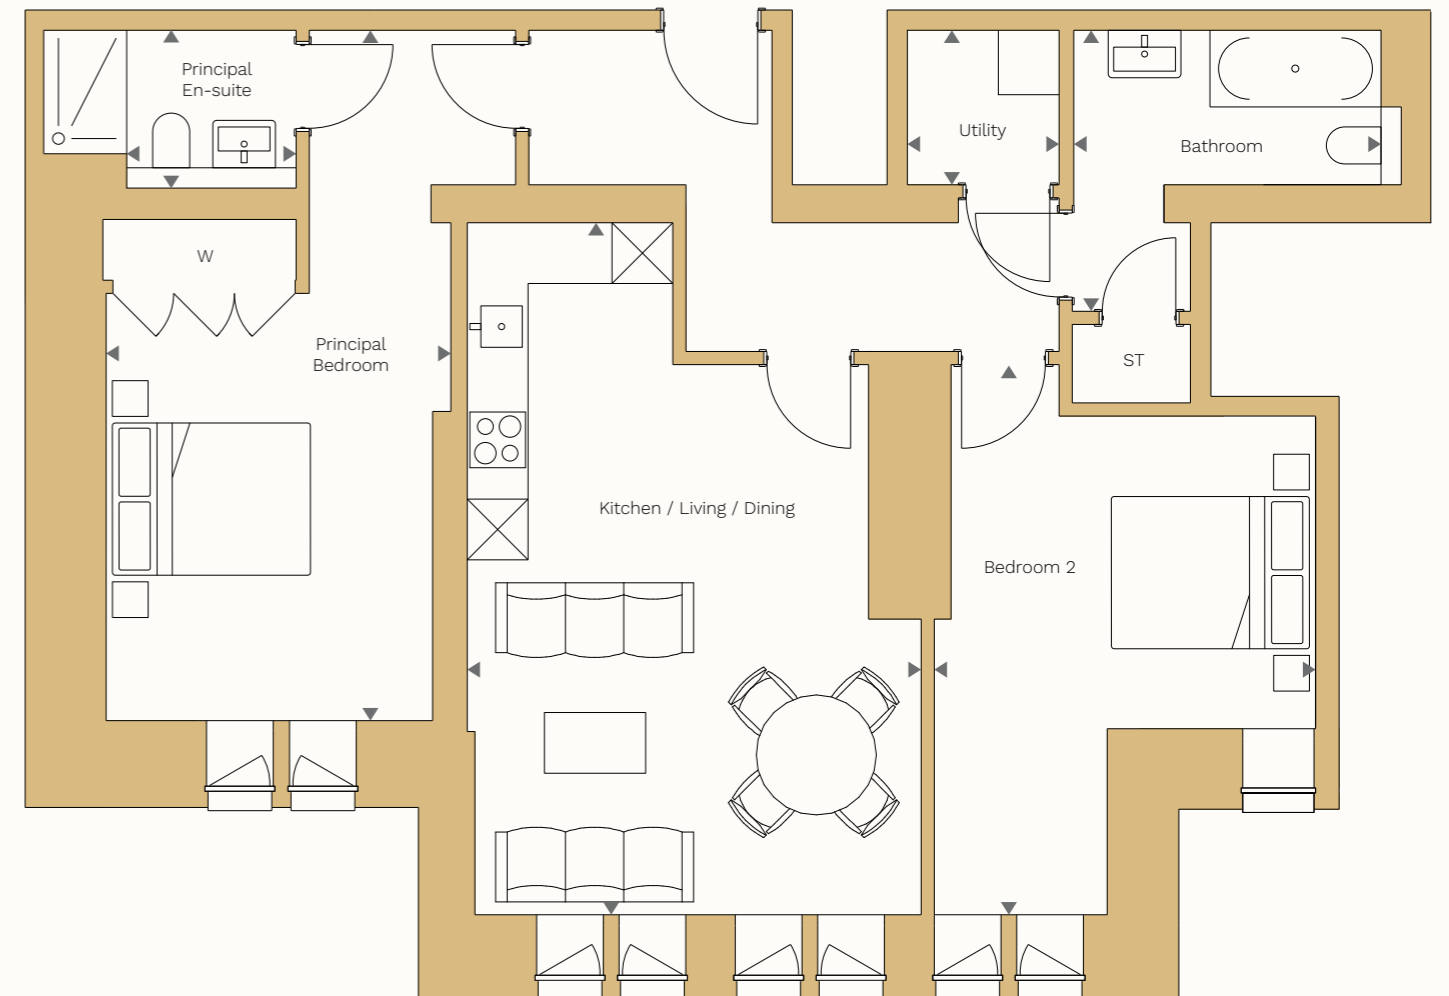 Principal
En-suite
Utility
Bathroom
W
Principal
Bedroom
ST
Kitchen / Living / Dining
Bedroom 2